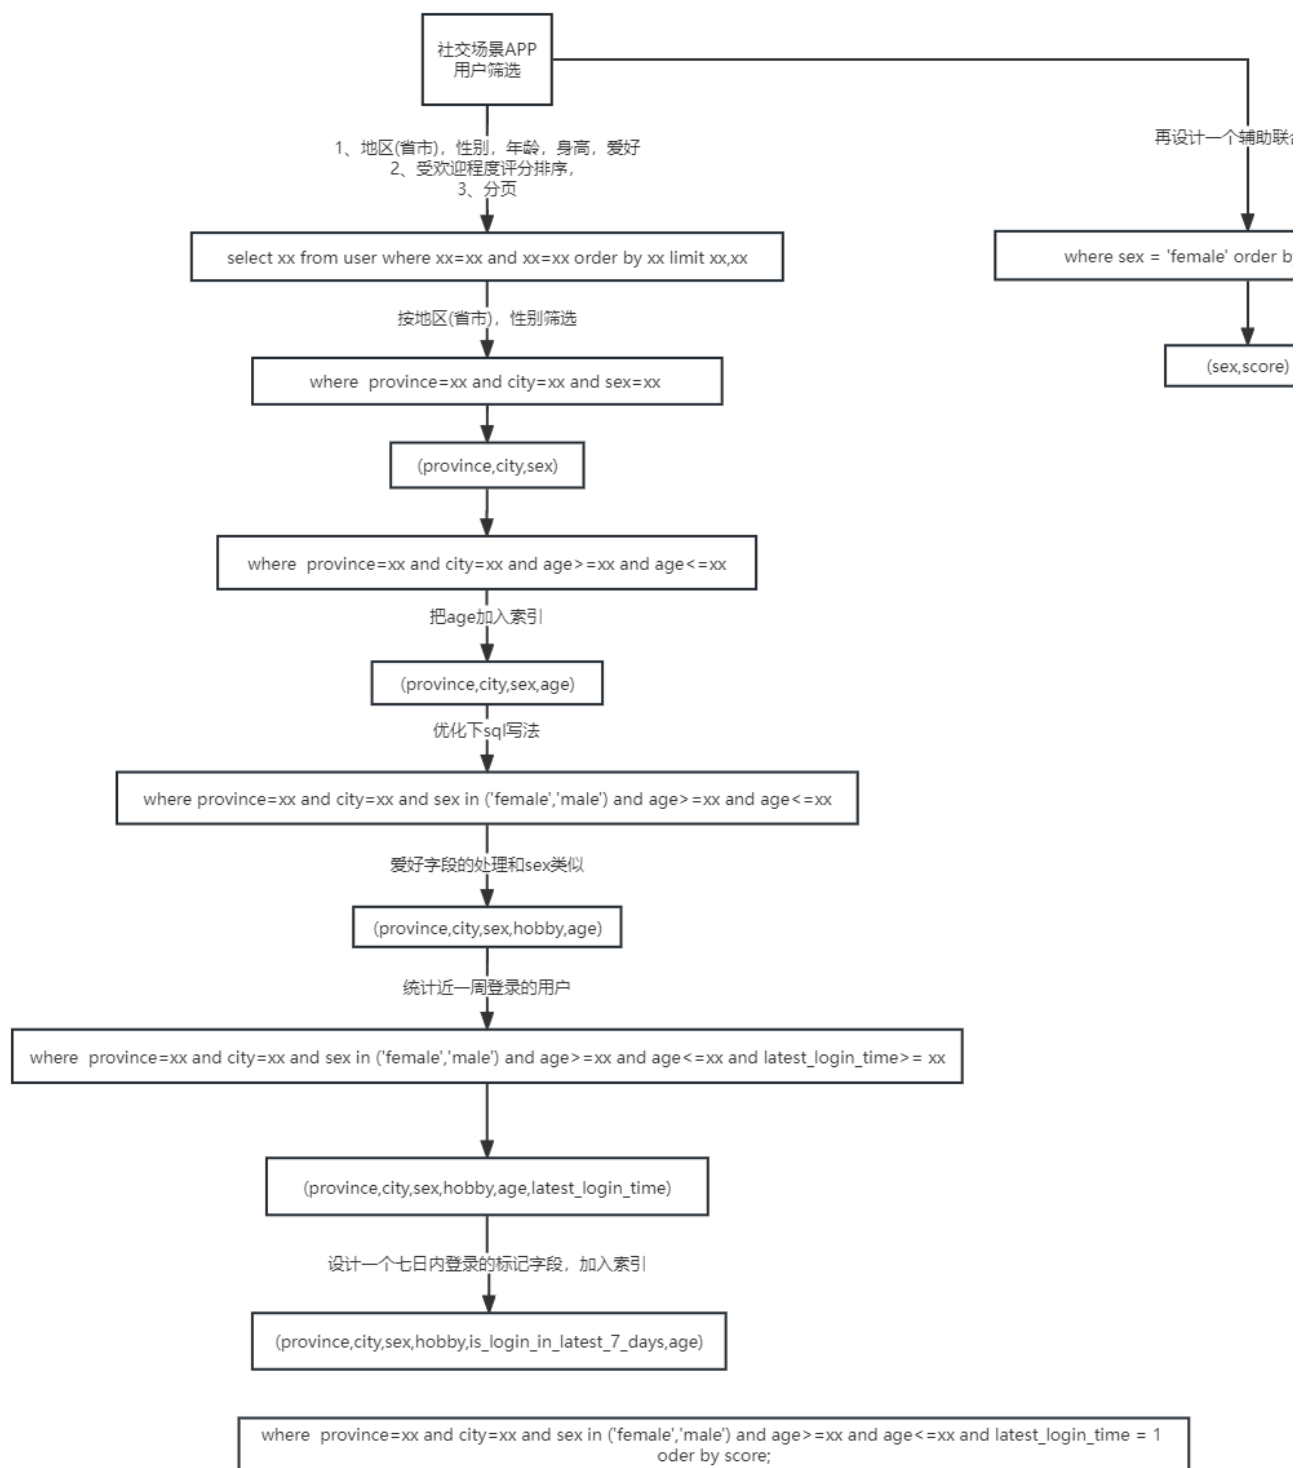 社交场景APP
用户筛选
1、地区(省市)，性别，年龄，身高，爱好
2、受欢迎程度评分排序，
3、分页
select xx from user where xx=xx and xx=xx order by xx limit xx,xx
按地区(省市)，性别筛选
where province=xx and city=xx and sex=xx
(province,city,sex)
where province=xx and city=xx and age>=xx and age<=xx
把age加入索引
(province,city,sex,age)
优化下sql写法
where province=xx and city=xx and sex in ('female','male') and age>=xx and age<=xx
爱好字段的处理和sex类似
(province,city,sex,hobby,age)
统计近一周登录的用户
where province=xx and city=xx and sex in ('female','male') and age>=xx and age<=xx and latest_login_time>= xx
(province,city,sex,hobby,age,latest_login_time)
设计一个七日内登录的标记字段，加入索引
(province,city,sex,hobby,is_login_in_latest_7_days,age)
where province=xx and city=xx and sex in ('female','male') and age>=xx and age<=xx and latest_login_time = 1
oder by score;
再设计一个辅助联
where sex = 'female' order b
(sex,score)